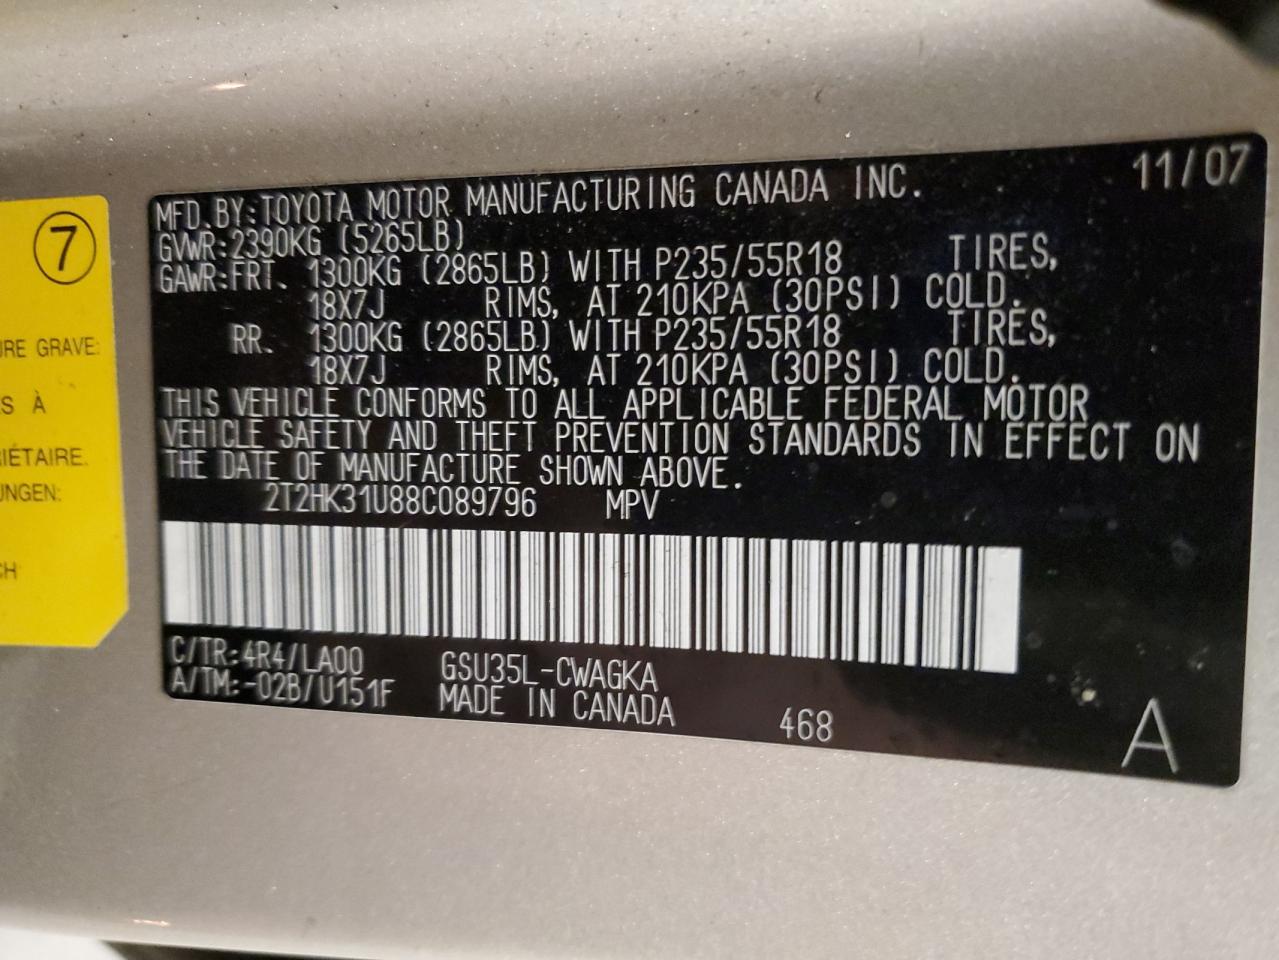 7
URE GRAVE:
S À
RIÉTAIRE.
UNGEN:
CH
11/07
MFD.BY:TOYOTA MOTOR MANUFACTURING CANADA INC.
GVWR:2390KG (5265LB)
GAWR:FRT. 1300KG (2865LB) WITH P235/55R18 TIRES,
18X7J RIMS, AT 210KPA (30PSI) COLD.
RR. 1300KG (2865LB) WITH P235/55R18 TIRES,
18X7J RIMS, AT 210KPA (30PSI) COLD.
THIS VEHICLE CONFORMS TO ALL APPLICABLE FEDERAL MOTOR
VEHICLE SAFETY AND THEFT PREVENTION STANDARDS IN EFFECT ON
THE DATE OF MANUFACTURE SHOWN ABOVE.
2T2HK31U88C089796 MPV
C/TR:4R4/LA00 GSU35L-CWAGKA
A/TM:-02B/U151F MADE IN CANADA 468
A